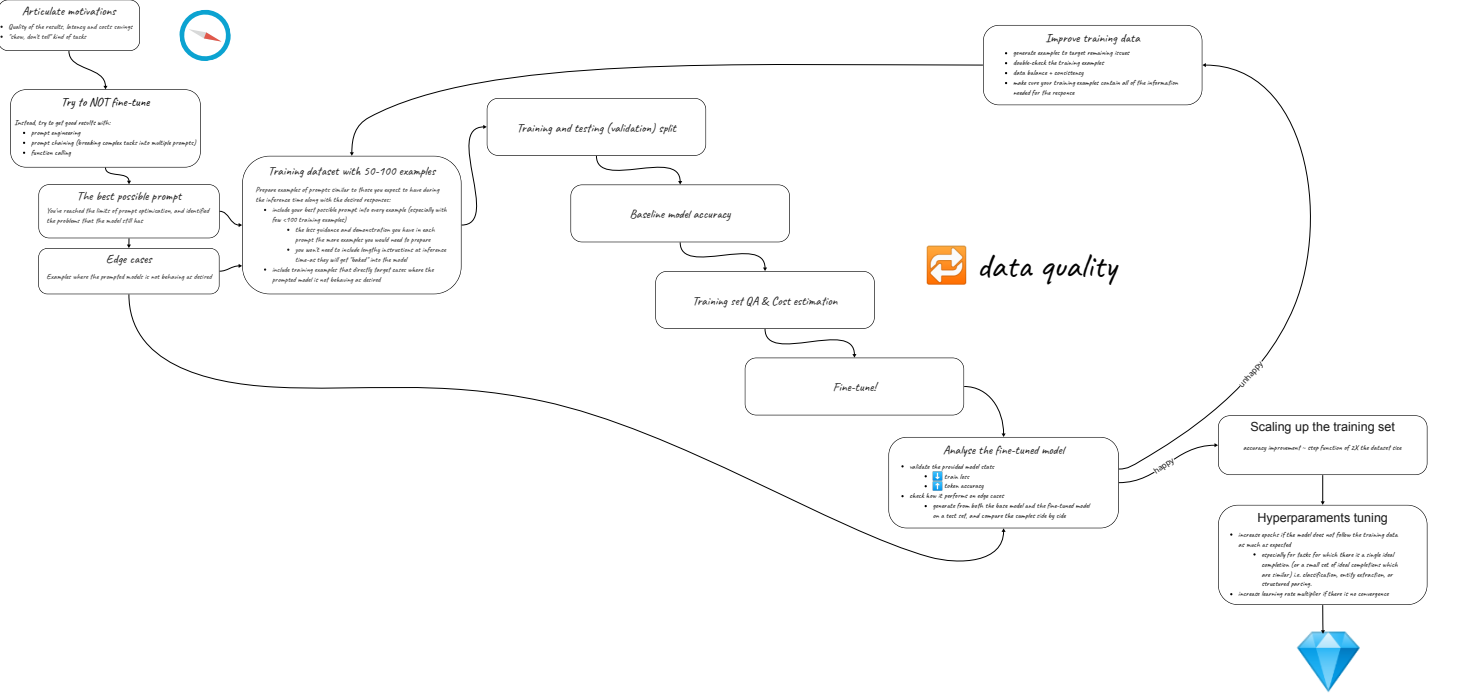 Articulate motivations
Quality of the results, latency and costs savings
"show, don't tell" kind of tasks
Try to NOT fine-tune
Instead, try to get good results with:
prompt engineering
prompt chaining (breaking complex tasks into multiple prompts)
function calling
The best possible prompt
You've reached the limits of prompt optimisation, and identified
the problems that the model still has
Edge cases
Examples where the prompted models is not behaving as desired
Training dataset with 50-100 examples
Prepare examples of prompts similar to those you expect to have during
the inference time along with the desired responses:
include your best possible prompt into every example (especially with
few <100 training examples)
the less guidance and demonstration you have in each
prompt the more examples you would need to prepare
you won't need to include lengthy instructions at inference
time-as they will get "baked" into the model
include training examples that directly target cases where the
prompted model is not behaving as desired
Training and testing (validation) split
Baseline model accuracy
Training set QA & Cost estimation
Fine-tune!
Analyse the fine-tuned model
validate the provided model stats
train loss
token accuracy
check how it performs on edge cases
generate from both the base model and the fine-tuned model
on a test set, and compare the samples side by side
unhappy
happy
Improve training data
generate examples to target remaining issues
double-check the training examples
data balance + consistency
make sure your training examples contain all of the information
needed for the response
data quality
Scaling up the training set
accuracy improvement ~ step function of 2X the dataset size
Hyperparaments tuning
increase epochs if the model does not follow the training data
as much as expected
especially for tasks for which there is a single ideal
completion (or a small set of ideal completions which
are similar) i.e. classification, entity extraction, or
structured parsing.
increase learning rate multiplier if there is no convergence